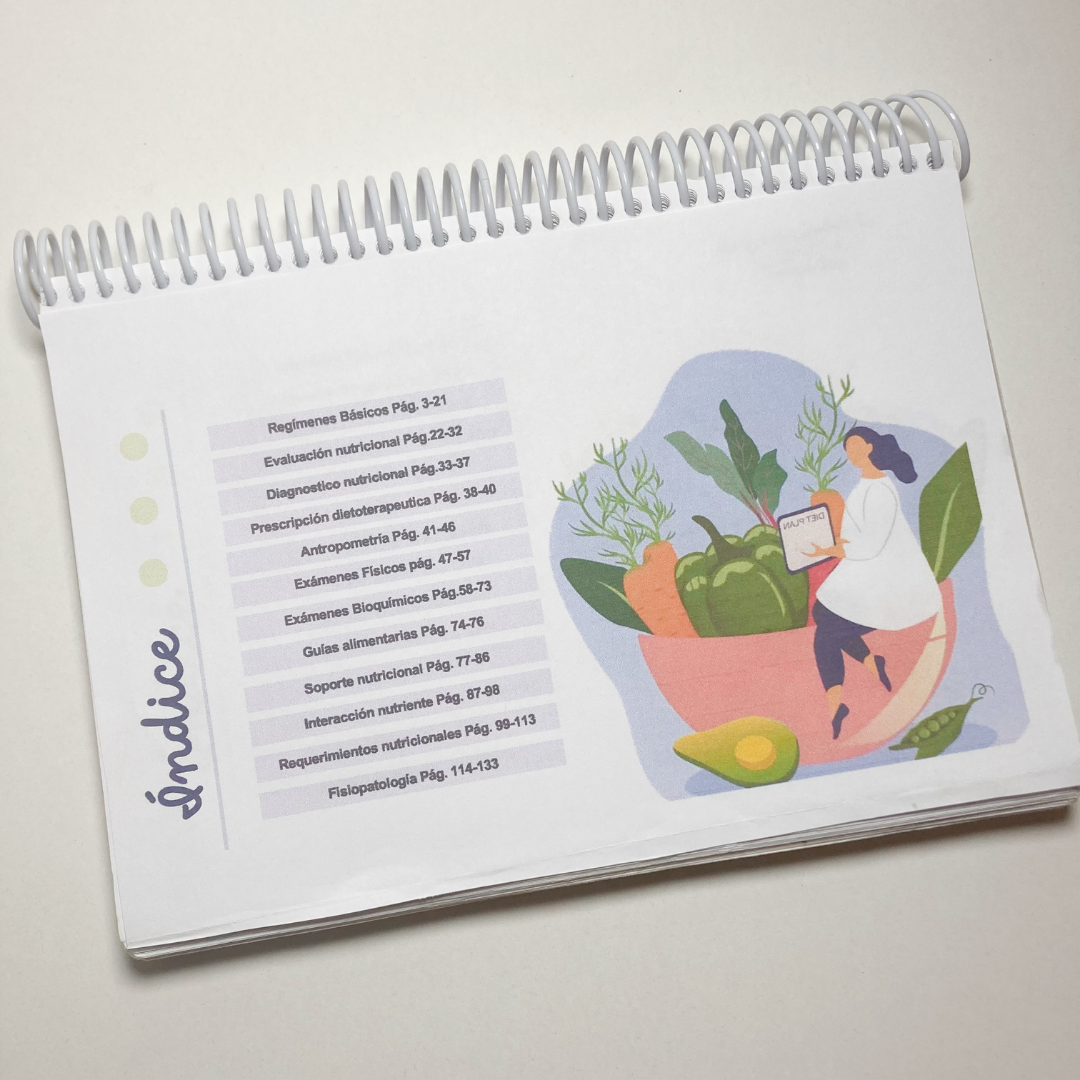 Índice
Regímenes Básicos Pág. 3-21
Evaluación nutricional Pág.22-32
Diagnostico nutricional Pág.33-37
Prescripción dietoterapeutica Pág. 38-40
Antropometría Pág. 41-46
Exámenes Físicos pág. 47-57
Exámenes Bioquímicos Pág.58-73
Guías alimentarias Pág. 74-76
Soporte nutricional Pág. 77-86
Interacción nutriente Pág. 87-98
Requerimientos nutricionales Pág. 99-113
Fisiopatología Pág. 114-133
DIET PLAN